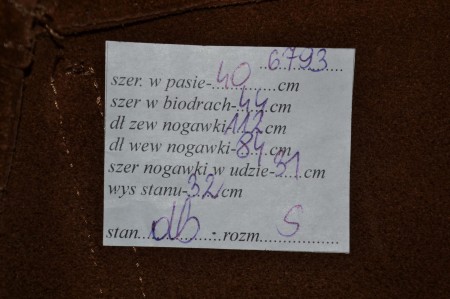 ..6793............
szer. w pasie-.40......cm
szer w biodrach-.44...cm
dł zew nogawki.112.cm
dł wew nogawki-.84...cm
szer nogawki w udzie-.31.cm
wys stanu-.32.cm
stan....db........- rozm....S..........